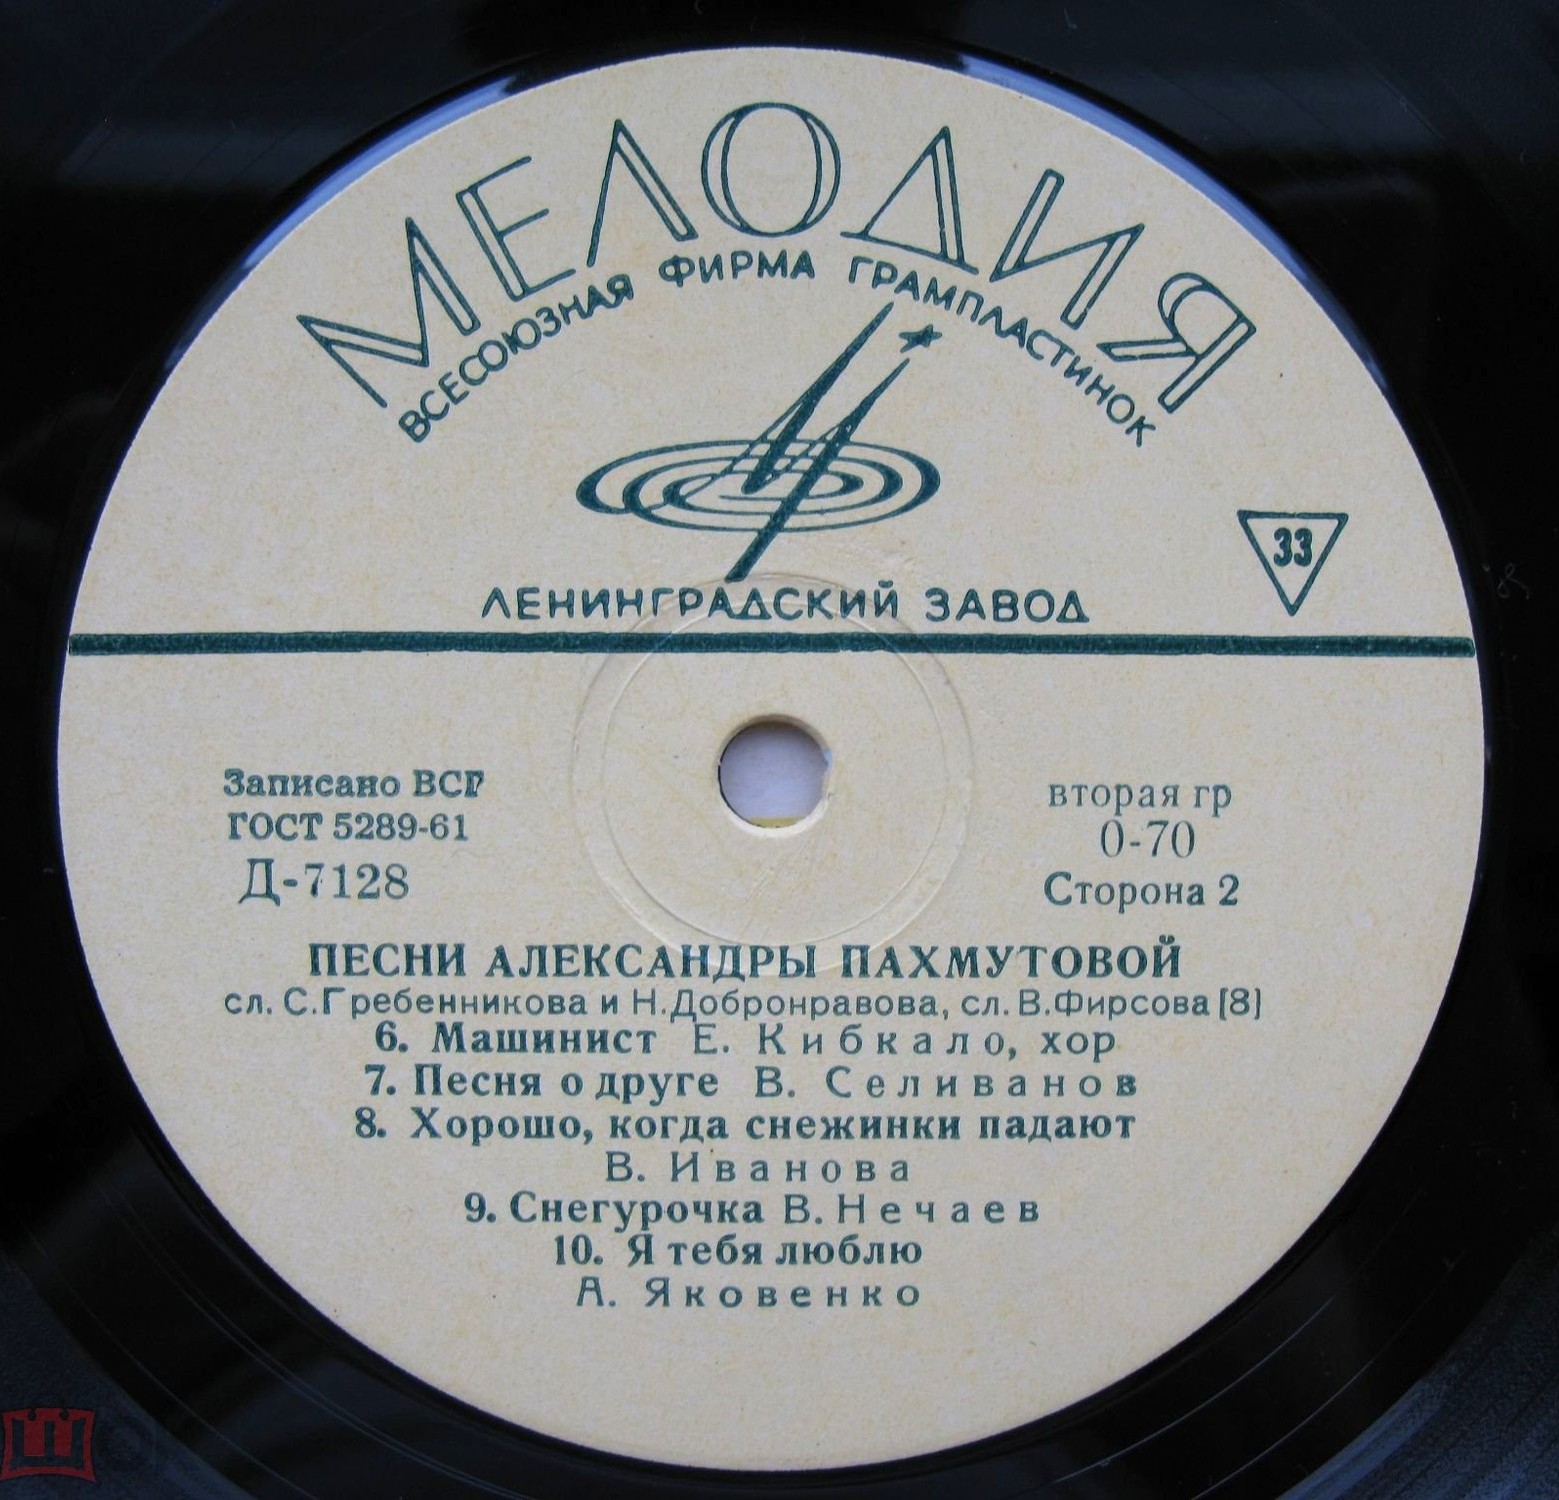 МЕЛОДИЯ
ВСЕСОЮЗНАЯ ФИРМА ГРАМПЛАСТИНОК
33
ЛЕНИНГРАДСКИЙ ЗАВОД
Записано ВСГ
ГОСТ 5289-61
Д-7128
вторая гр
0-70
Сторона 2
ПЕСНИ АЛЕКСАНДРЫ ПАХМУТОВОЙ
сл. С.Гребенникова и Н.Добронравова, сл. В.Фирсова (8)
6. Машинист Е. Кибкало, хор
7. Песня о друге В. Селиванов
8. Хорошо, когда снежинки падают
В. Иванова
9. Снегурочка В. Нечаев
10. Я тебя люблю
А. Яковенко